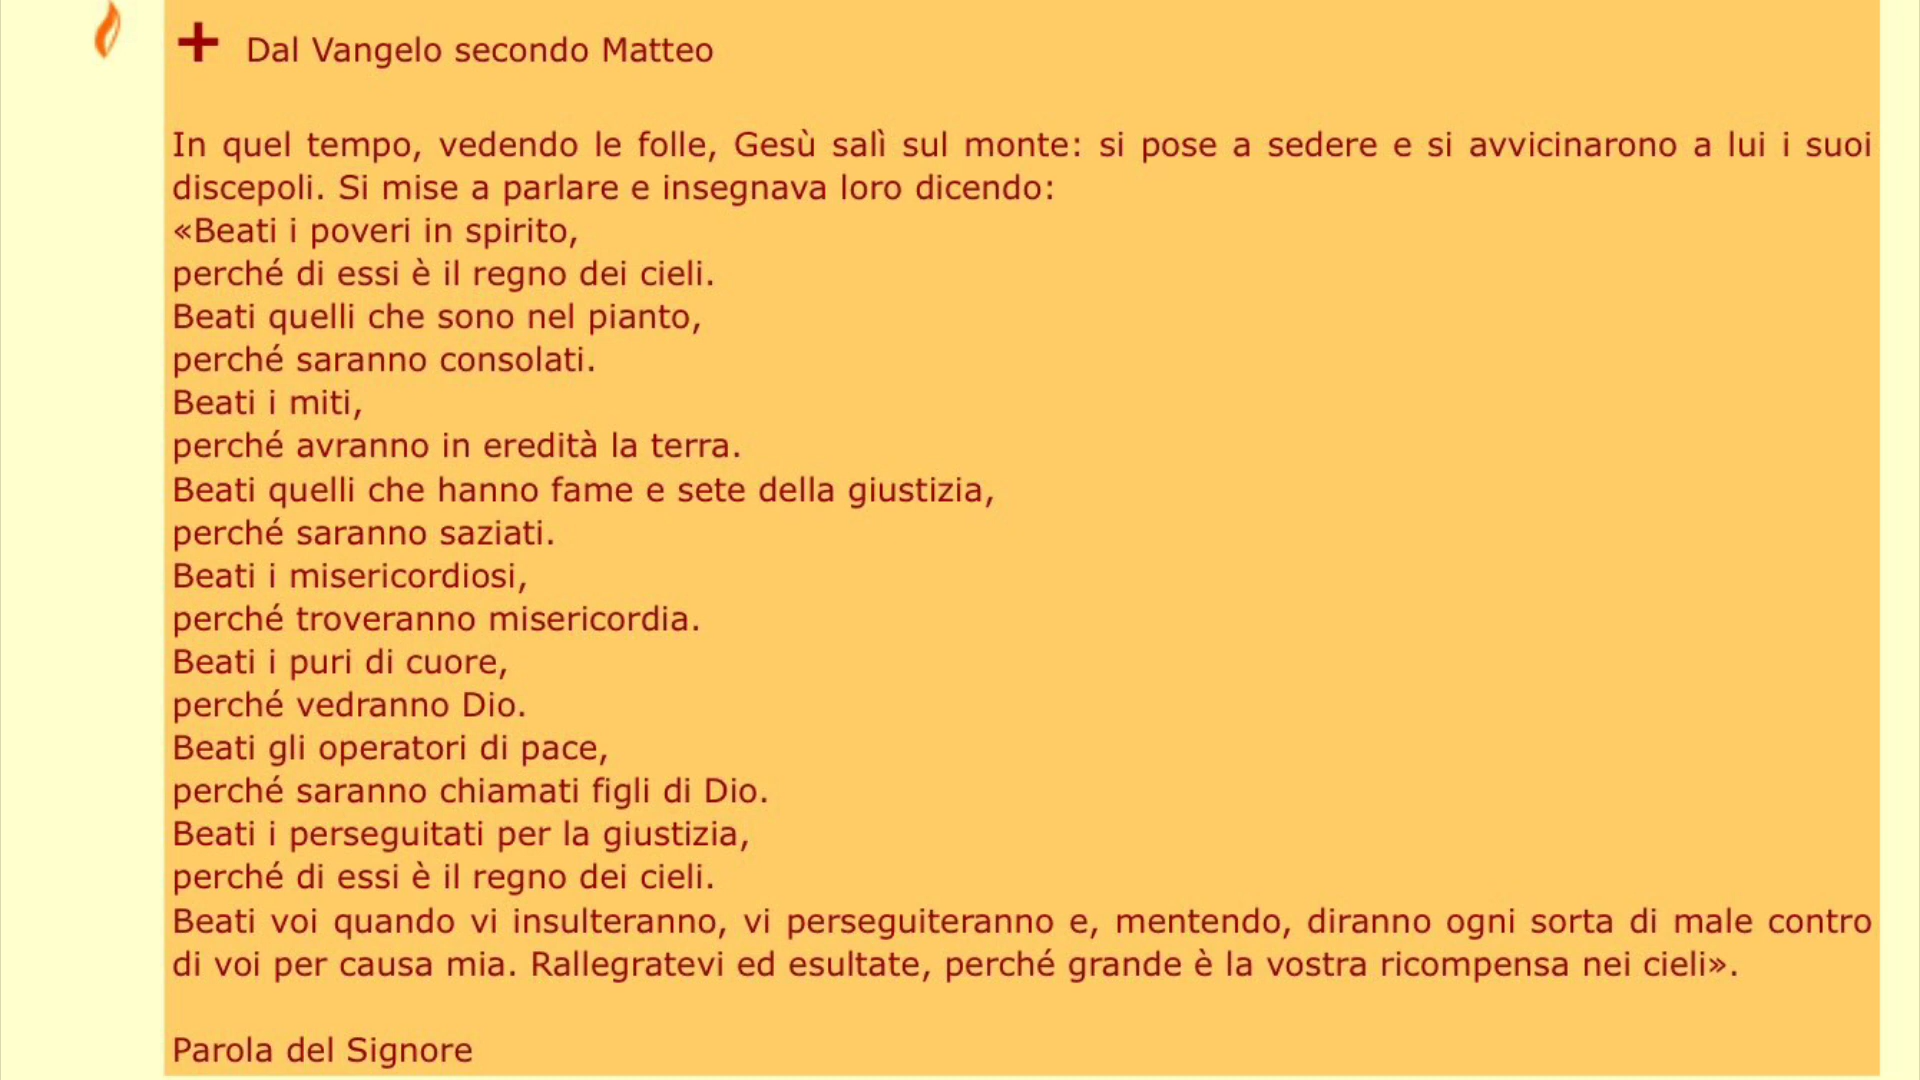 + Dal Vangelo secondo Matteo
In quel tempo, vedendo le folle, Gesù salì sul monte: si pose a sedere e si avvicinarono a lui i suoi
discepoli. Si mise a parlare e insegnava loro dicendo:
«Beati i poveri in spirito,
perché di essi è il regno dei cieli.
Beati quelli che sono nel pianto,
perché saranno consolati.
Beati i miti,
perché avranno in eredità la terra.
Beati quelli che hanno fame e sete della giustizia,
perché saranno saziati.
Beati i misericordiosi,
perché troveranno misericordia.
Beati i puri di cuore,
perché vedranno Dio.
Beati gli operatori di pace,
perché saranno chiamati figli di Dio.
Beati i perseguitati per la giustizia,
perché di essi è il regno dei cieli.
Beati voi quando vi insulteranno, vi perseguiteranno e, mentendo, diranno ogni sorta di male contro
di voi per causa mia. Rallegratevi ed esultate, perché grande è la vostra ricompensa nei cieli».
Parola del Signore